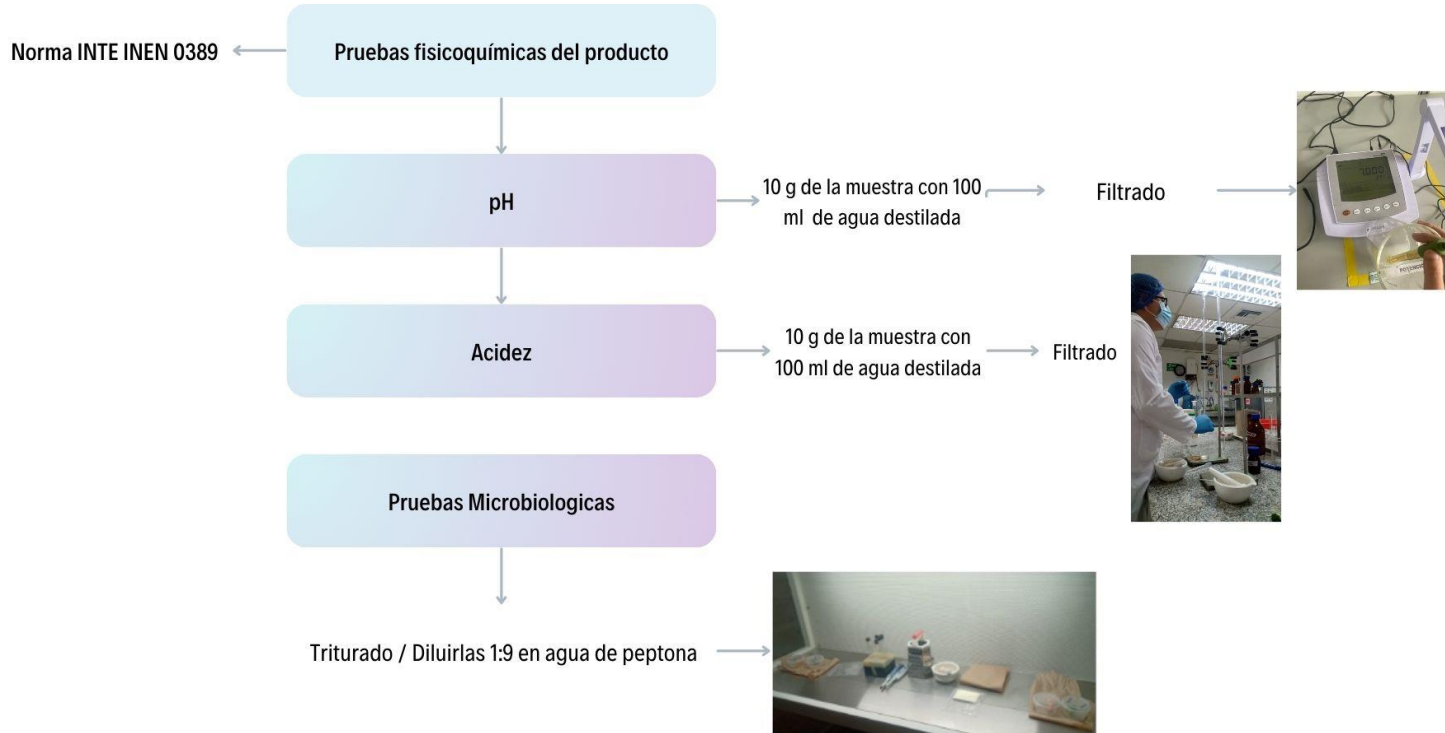 Norma INTE INEN 0389
Pruebas fisicoquímicas del producto
pH
10 g de la muestra con 100
ml de agua destilada
Filtrado
Acidez
10 g de la muestra con
100 ml de agua destilada
Filtrado
Pruebas Microbiologicas
Triturado / Diluirlas 1:9 en agua de peptona